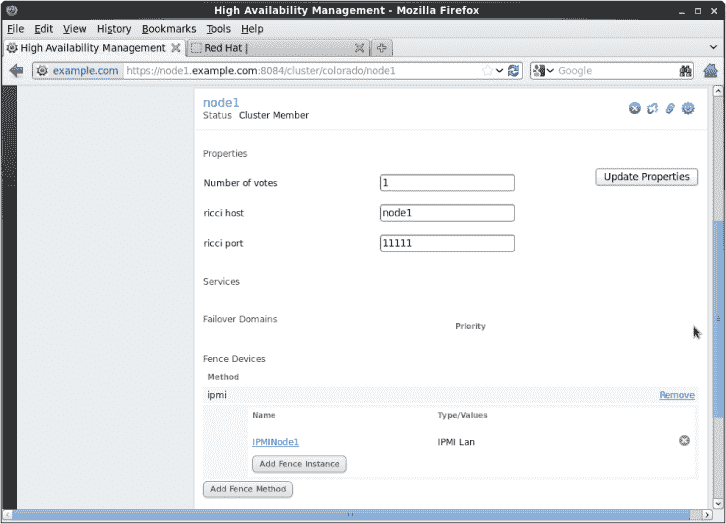 High Availability Management - Mozilla Firefox
File Edit View History Bookmarks Tools Help
High Availability Management Red Hat |
example.com https://node1.example.com:8084/cluster/colorado/node1 Google
node1
Status Cluster Member
Properties
Number of votes 1 Update Properties
ricci host node1
ricci port 11111
Services
Failover Domains
Priority
Fence Devices
Method
ipmi Remove
Name Type/Values
IPMINode1 IPMI Lan
Add Fence Instance
Add Fence Method